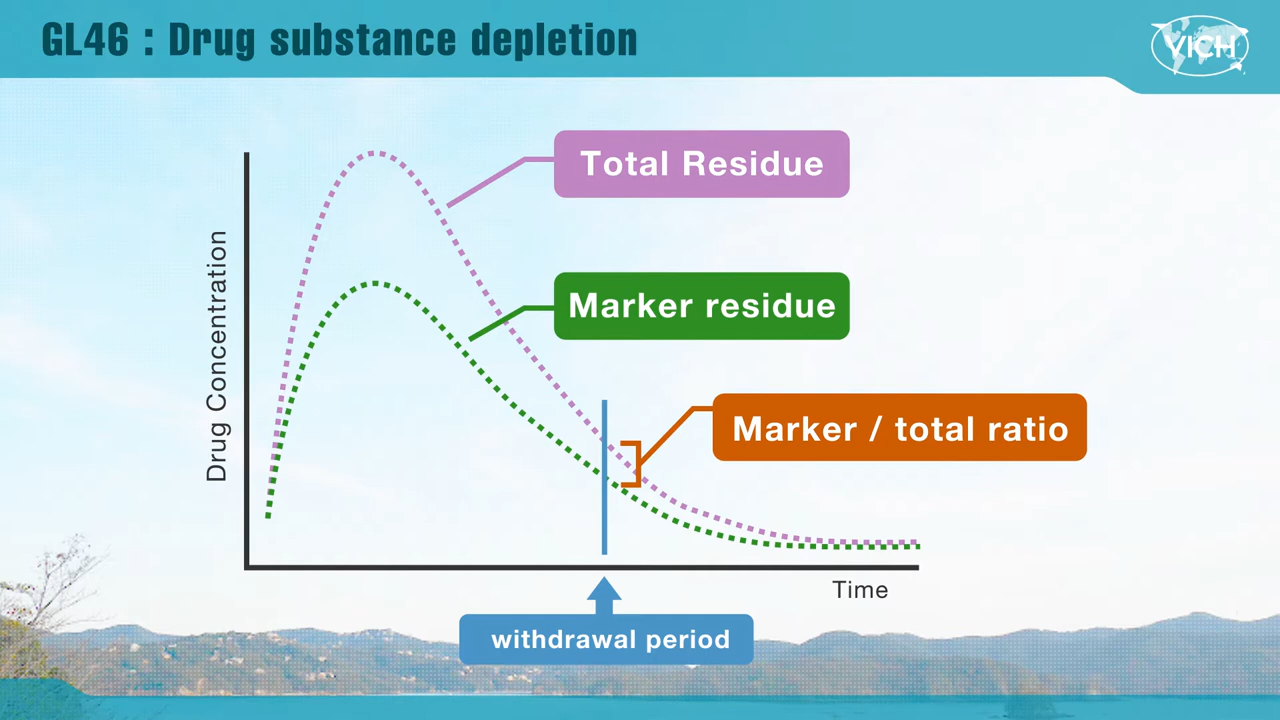 GL46 : Drug substance depletion
VICH
Total Residue
Marker residue
Marker / total ratio
Drug Concentration
Time
withdrawal period